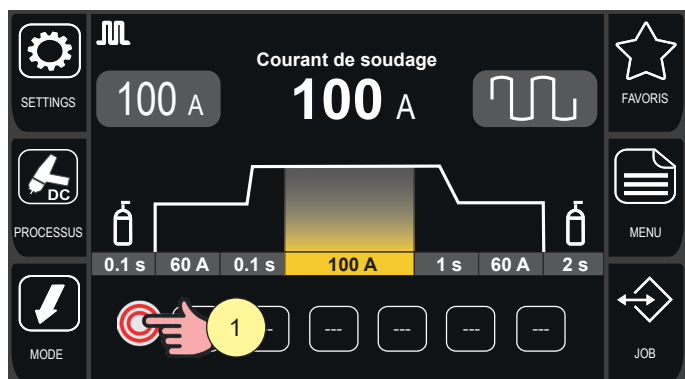 Courant de soudage
100 A
100 A
SETTINGS
FAVORIS
DC
PROCESSUS
MENU
0.1 s 60 A 0.1 s 100 A 1 s 60 A 2 s
1
--- --- --- --- ---
MODE
JOB